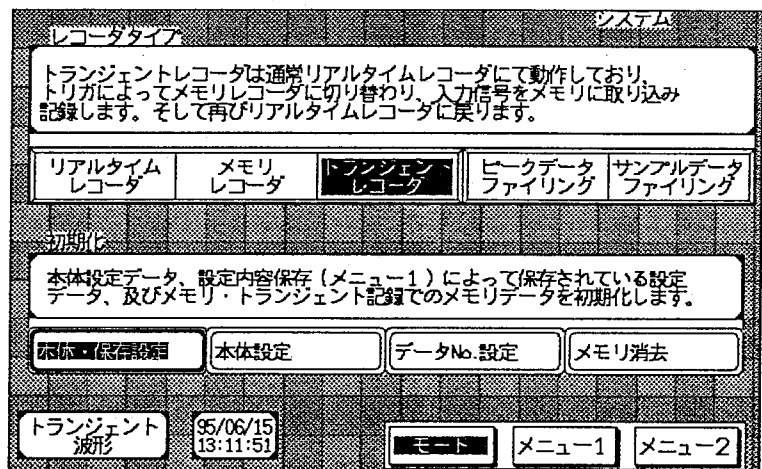 システム
レコーダタイプ
トランジェントレコーダは通常リアルタイムレコーダにて動作しており、
トリガによってメモリレコーダに切り替わり、入力信号をメモリに取り込み
記録します。そして再びリアルタイムレコーダに戻ります。
リアルタイム
レコーダ
メモリ
レコーダ
トランジェント
レコーダ
ピークデータ
ファイリング
サンプルデータ
ファイリング
初期化
本体設定データ、設定内容保存(メニュー1)によって保存されている設定
データ、及びメモリ・トランジェント記録でのメモリデータを初期化します。
・保存設定
本体設定
データNo.設定
メモリ消去
トランジェント
波形
95/06/15
13:11:51
モード
メニュー1
メニュー2